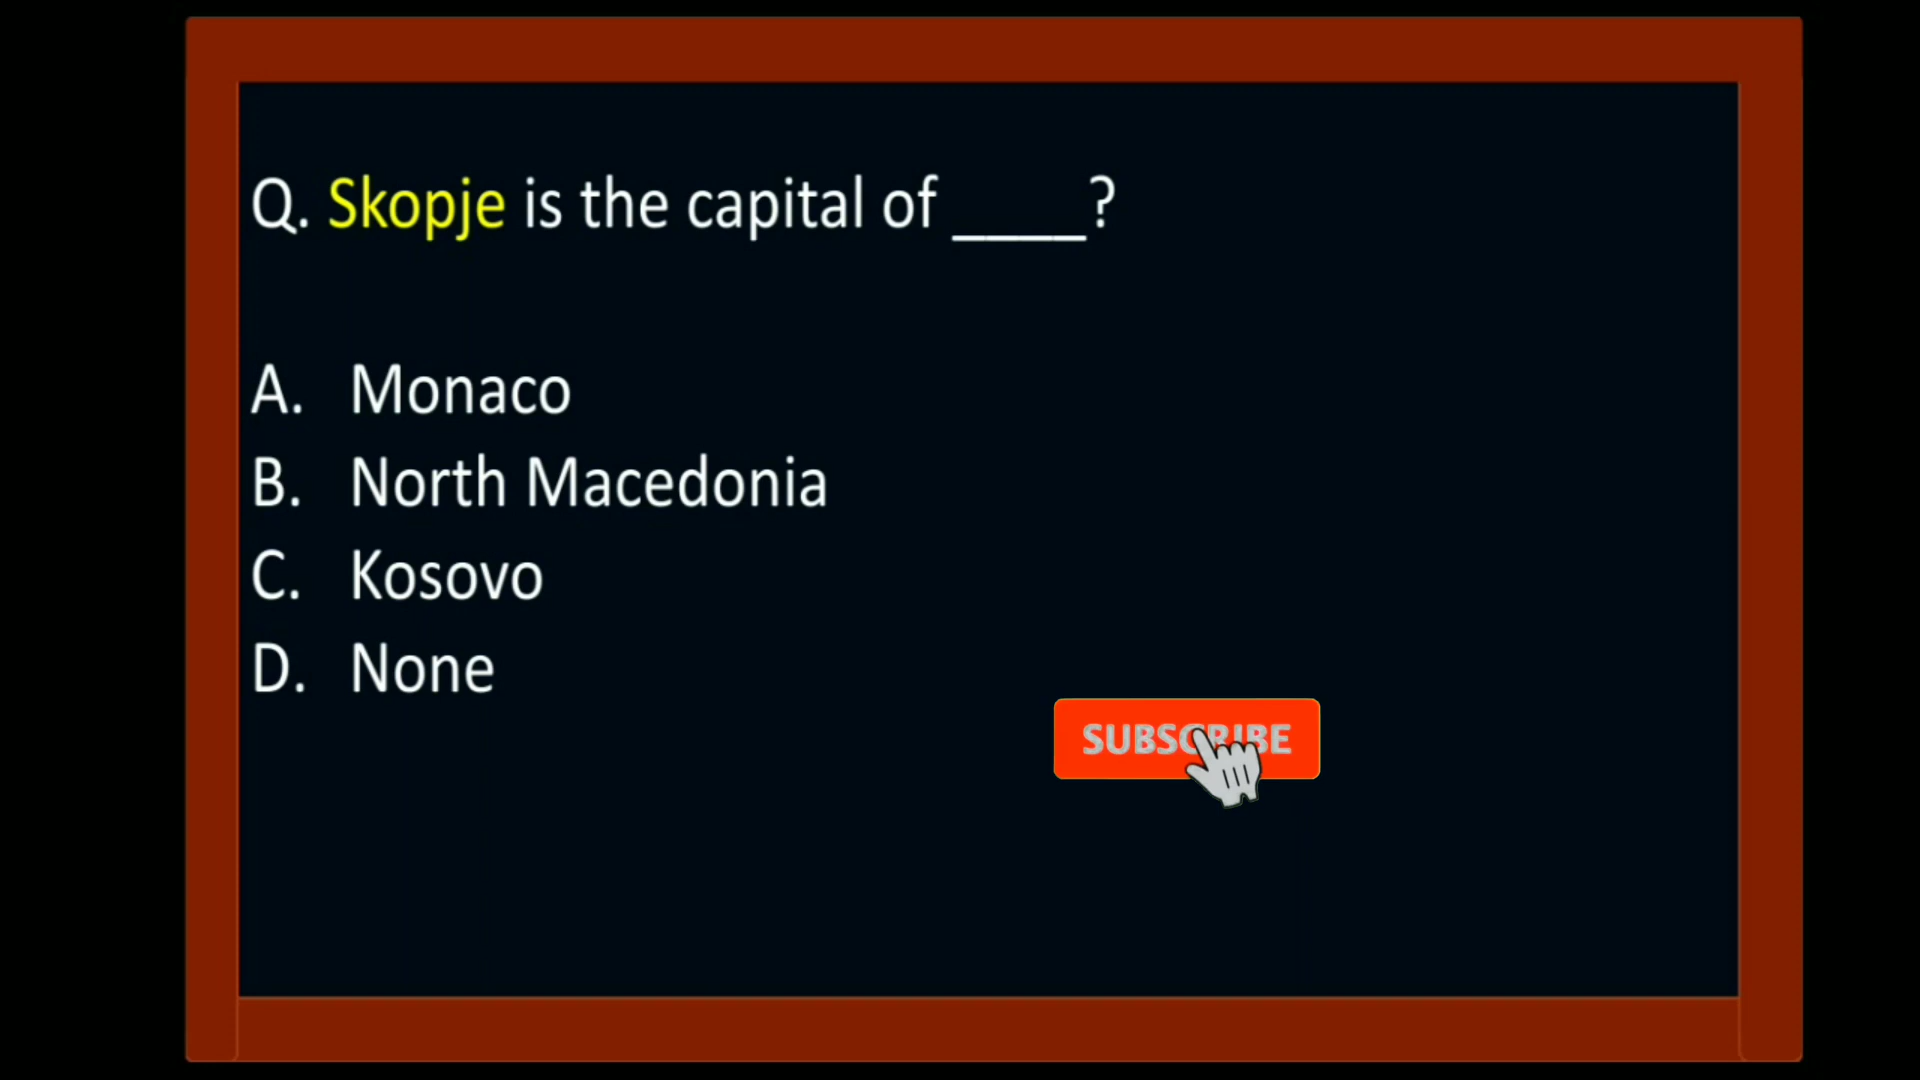 Q. Skopje is the capital of ____?
A. Monaco
B. North Macedonia
C. Kosovo
D. None
SUBSCRIBE